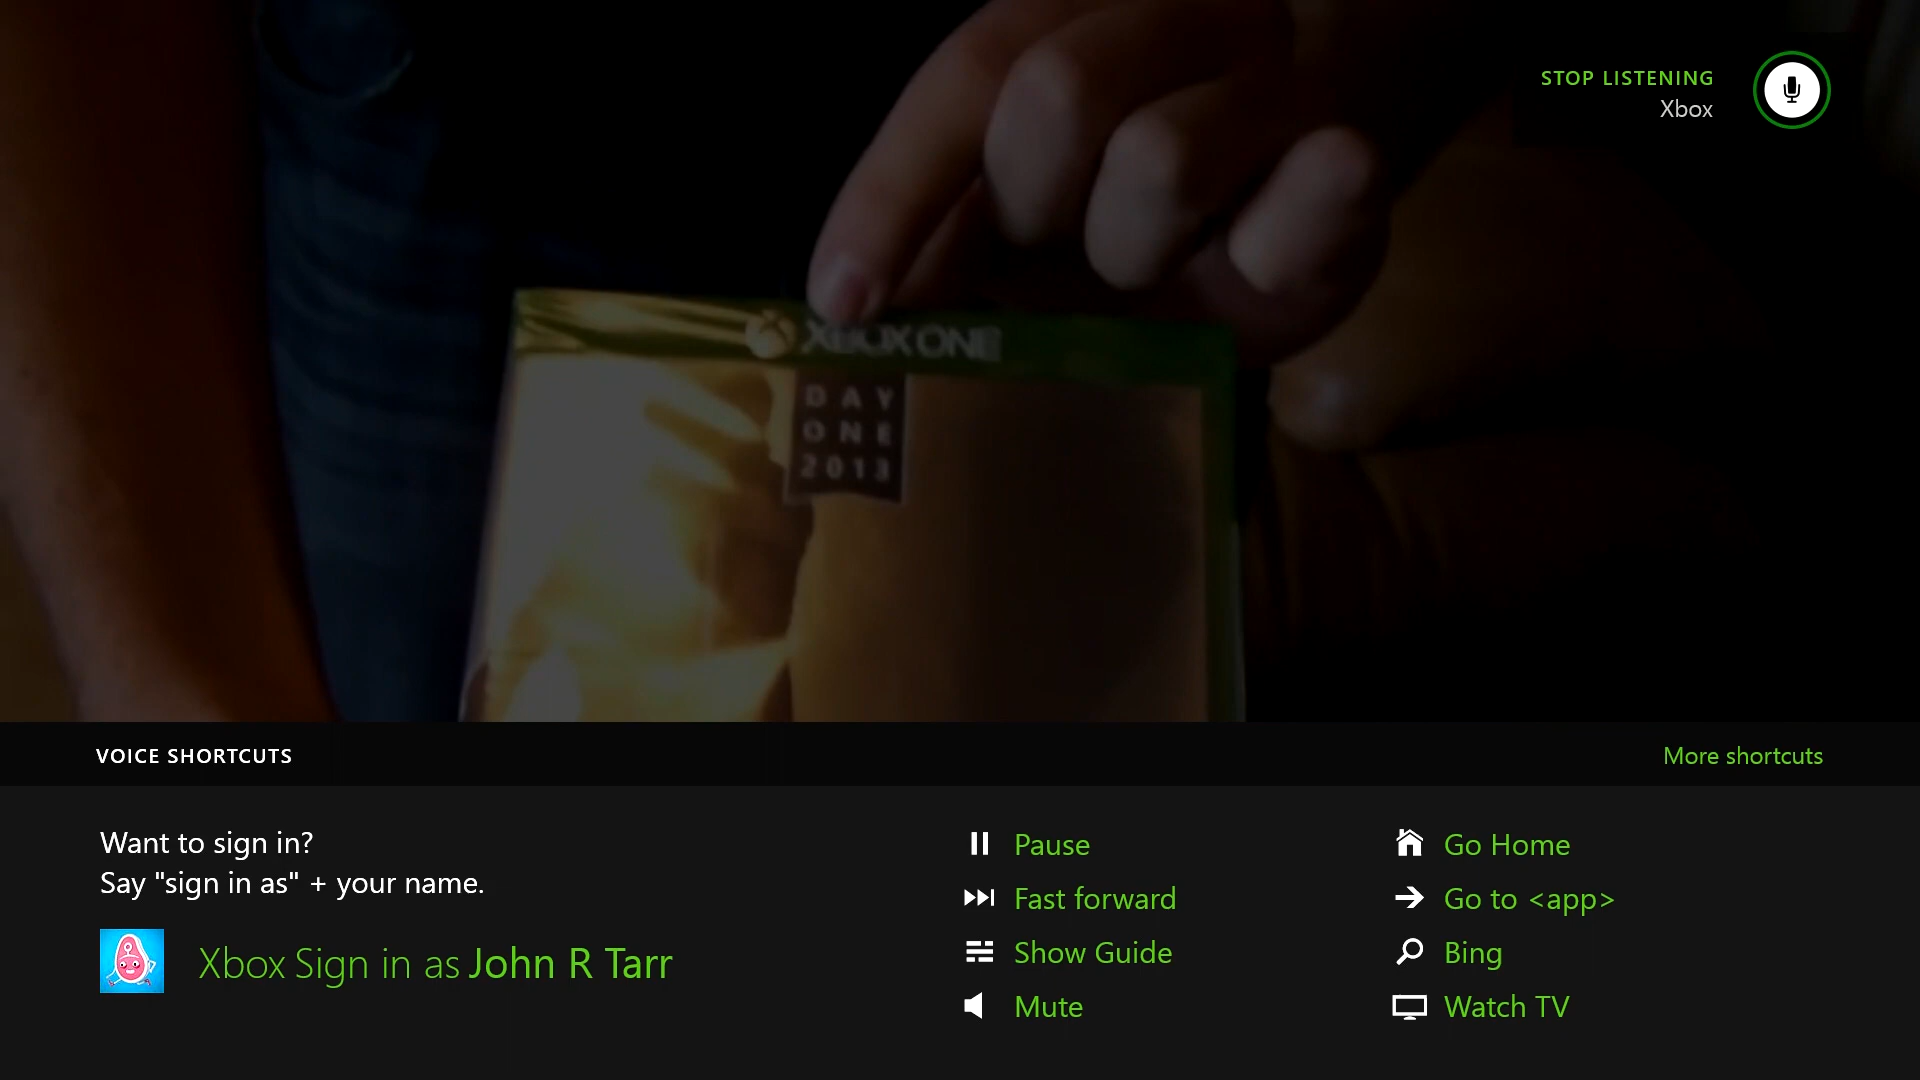 STOP LISTENING
Xbox
XBOX ONE
DAY
ONE
2013
VOICE SHORTCUTS
More shortcuts
Want to sign in?
Say "sign in as" + your name.
Xbox Sign in as John R Tarr
Pause
Fast forward
Show Guide
Mute
Go Home
Go to <app>
Bing
Watch TV